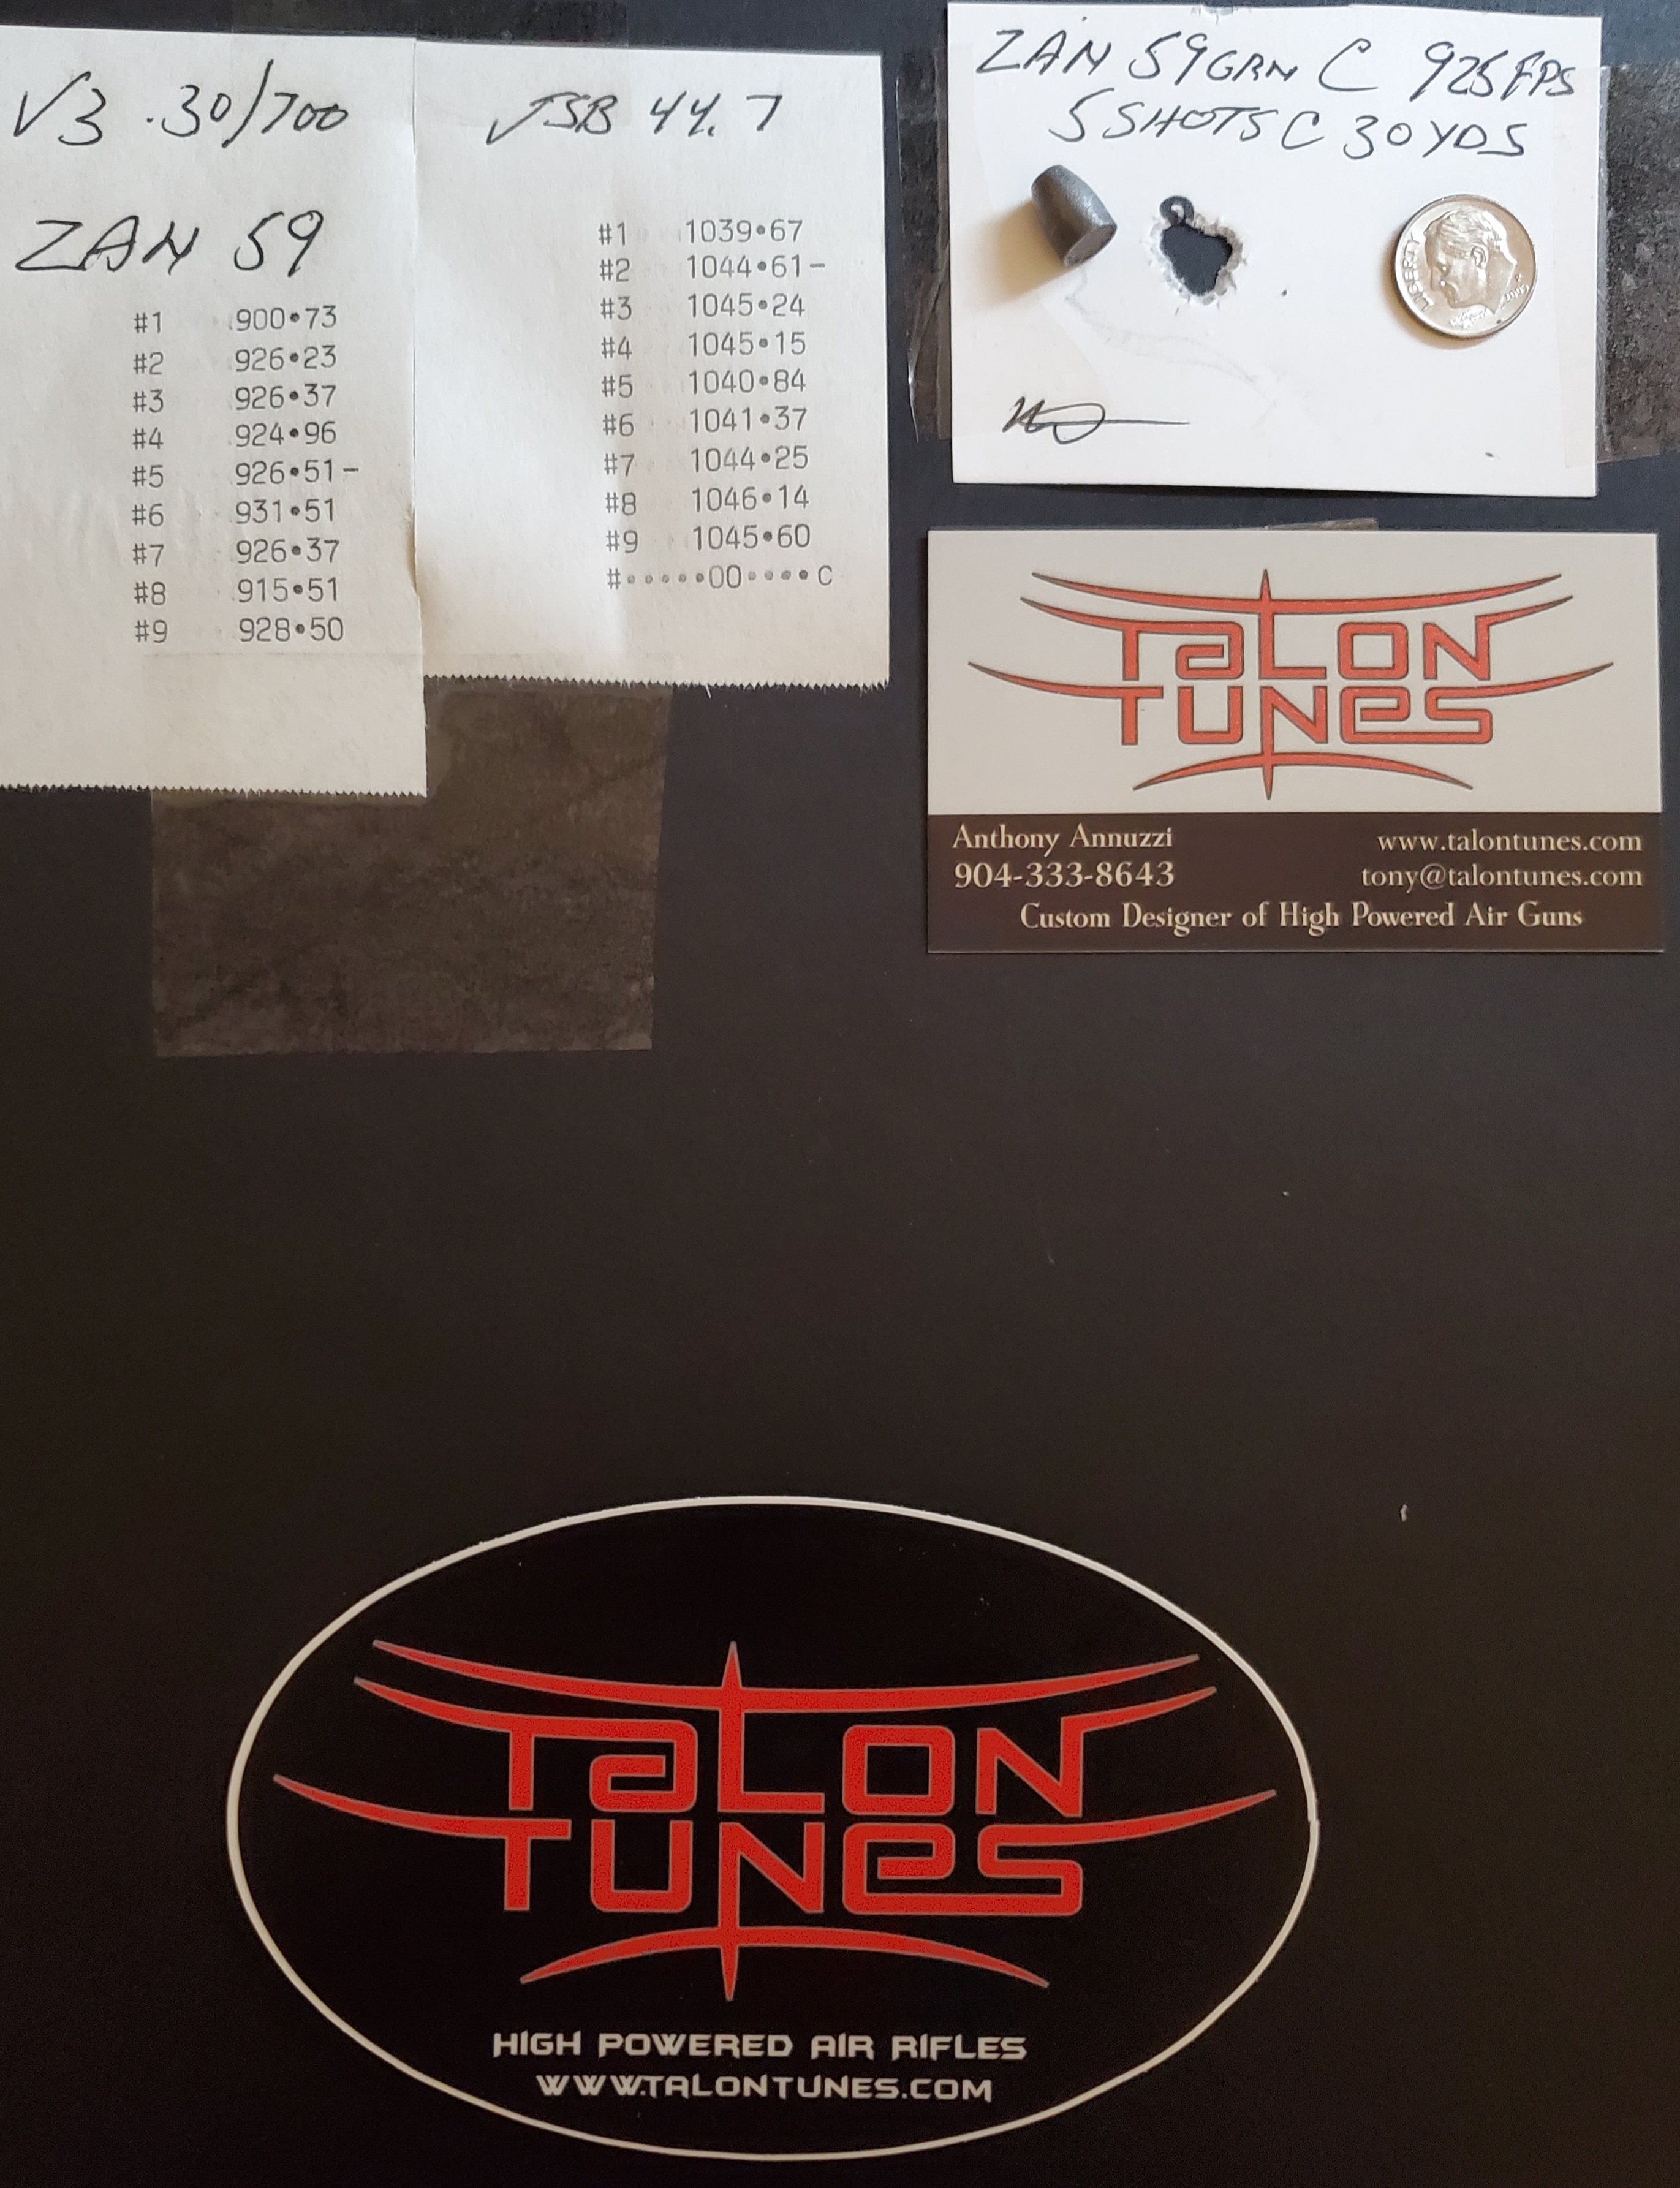 V3 .30/700
ZAN 59
#1 900•73
#2 926•23
#3 926•37
#4 924•96
#5 926•51-
#6 931•51
#7 926•37
#8 915•51
#9 928•50
JSB 44.7
#1 1039•67
#2 1044•61-
#3 1045•24
#4 1045•15
#5 1040•84
#6 1041•37
#7 1044•25
#8 1046•14
#9 1045•60
#•••••00••••C
ZAN 59GRN C 925FPS
5 SHOTS C 30YDS
LIBERTY
TALON
TUNES
Anthony Annuzzi www.talontunes.com
904-333-8643 tony@talontunes.com
Custom Designer of High Powered Air Guns
TALON
TUNES
HIGH POWERED AIR RIFLES
WWW.TALONTUNES.COM